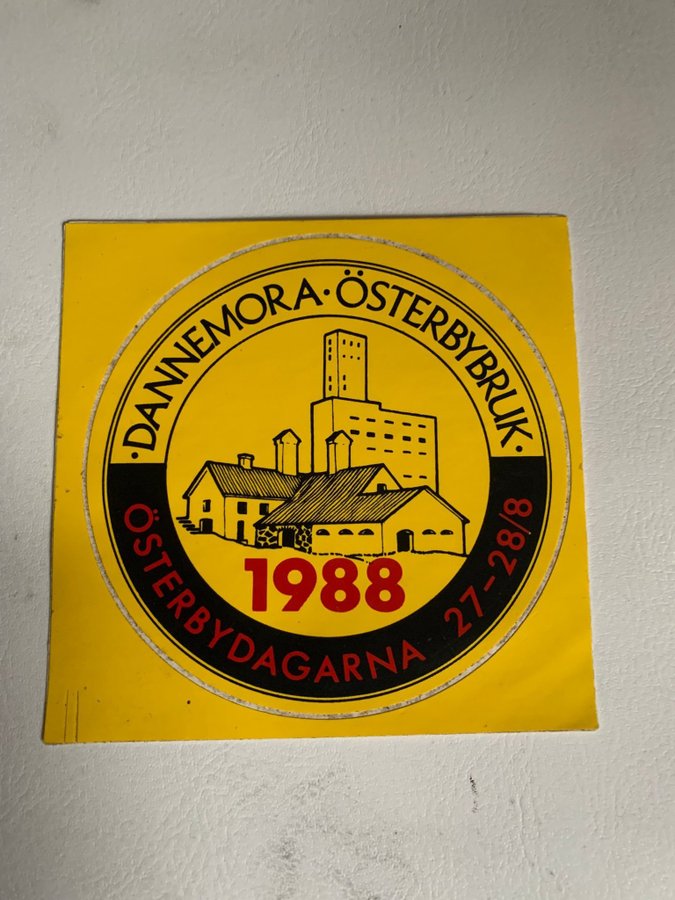 ·DANNEMORA·ÖSTERBYBRUK·
1988
ÖSTERBYDAGARNA 27-28/8